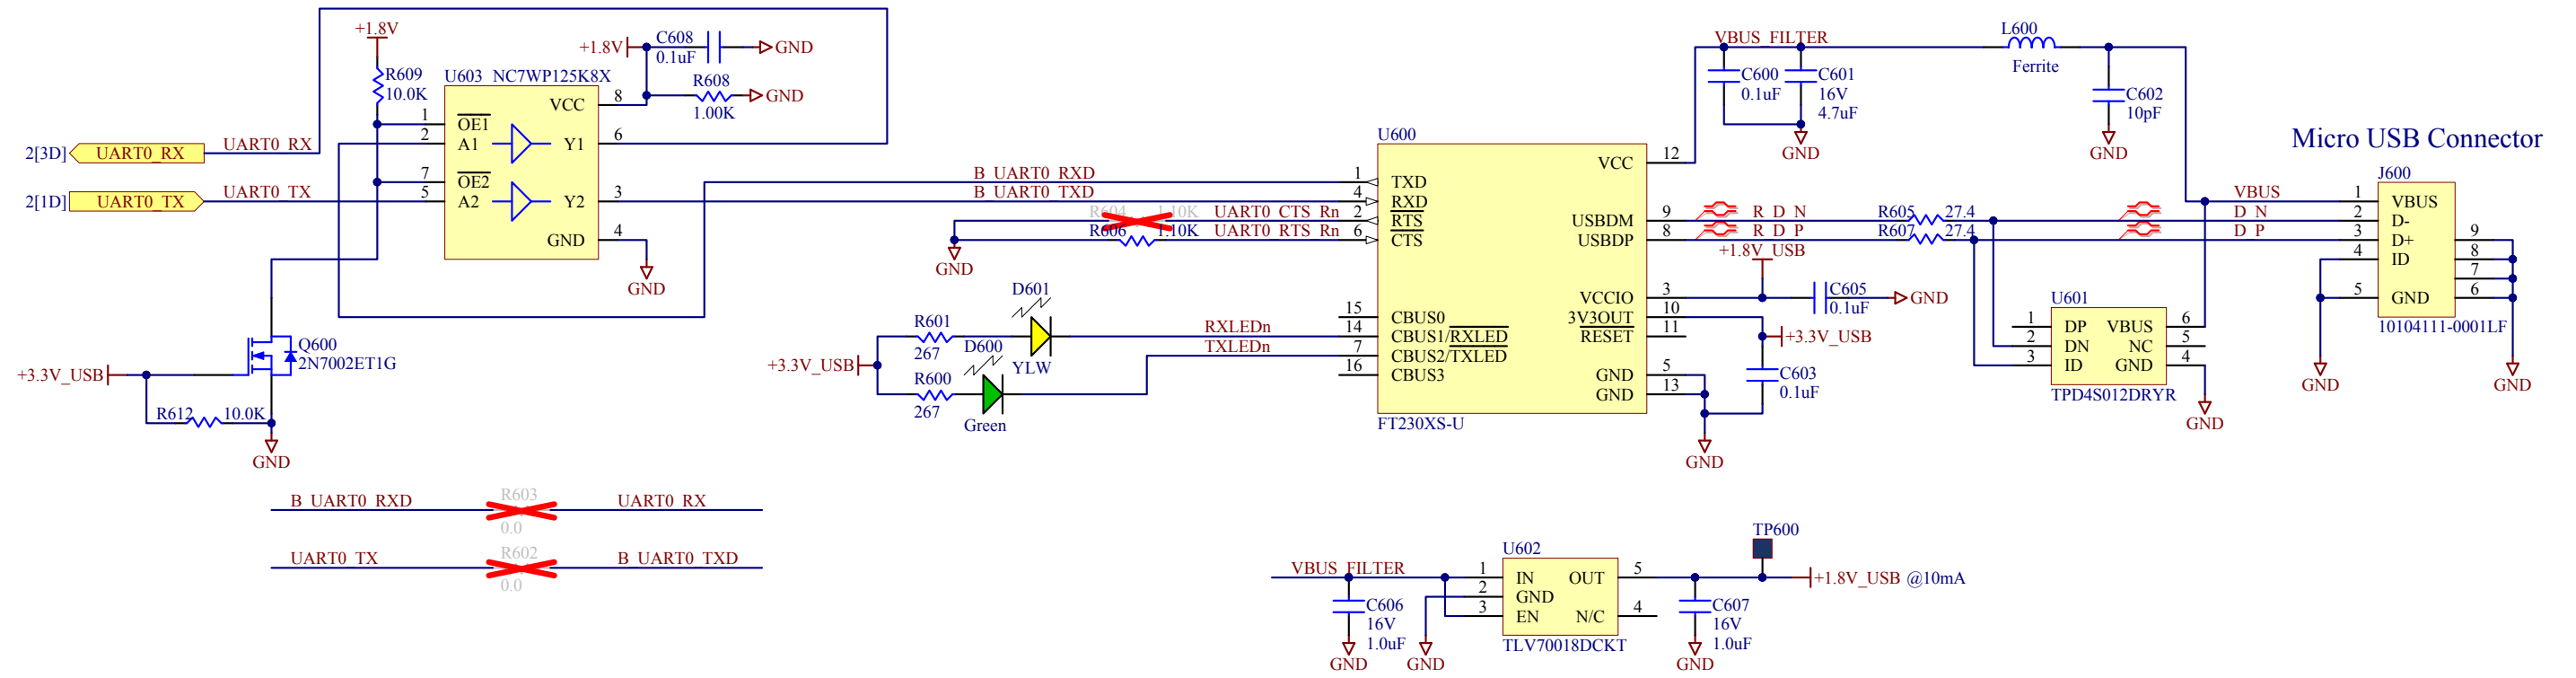 +1.8V
R609
10.0K
U603 NC7WP125K8X
VCC
8
1
OE1
2
A1
Y1
6
7
OE2
5
A2
Y2
3
GND
4
GND
+1.8V
C608
0.1uF
GND
R608
1.00K
GND
2[3D]
UART0_RX
UART0_RX
2[1D]
UART0_TX
UART0_TX
Q600
2N7002ET1G
+3.3V_USB
R612
10.0K
GND
B_UART0_RXD
R603
0.0
UART0_RX
UART0_TX
R602
0.0
B_UART0_TXD
B_UART0_RXD
B_UART0_TXD
R604
1.10K
UART0_CTS_Rn
R606
1.10K
UART0_RTS_Rn
GND
+3.3V_USB
R601
267
D601
YLW
RXLEDn
R600
267
D600
Green
TXLEDn
U600
VCC
12
1
TXD
4
RXD
2
RTS
6
CTS
USBDM
9
USBDP
8
VCCIO
3
3V3OUT
10
RESET
11
15
CBUS0
14
CBUS1/RXLED
7
CBUS2/TXLED
16
CBUS3
GND
5
GND
13
FT230XS-U
GND
VBUS_FILTER
C600
0.1uF
C601
16V
4.7uF
GND
L600
Ferrite
C602
10pF
GND
R_D_N
R_D_P
R605
27.4
R607
27.4
+1.8V_USB
C605
0.1uF
GND
+3.3V_USB
C603
0.1uF
Micro USB Connector
J600
VBUS
1
VBUS
D_N
2
D-
D_P
3
D+
4
ID
5
GND
9
8
7
6
10104111-0001LF
GND
GND
U601
1
DP
VBUS
6
2
DN
NC
5
3
ID
GND
4
TPD4S012DRYR
GND
VBUS_FILTER
C606
16V
1.0uF
GND
GND
U602
1
IN
OUT
5
2
GND
3
EN
N/C
4
TLV70018DCKT
C607
16V
1.0uF
GND
TP600
+1.8V_USB @10mA